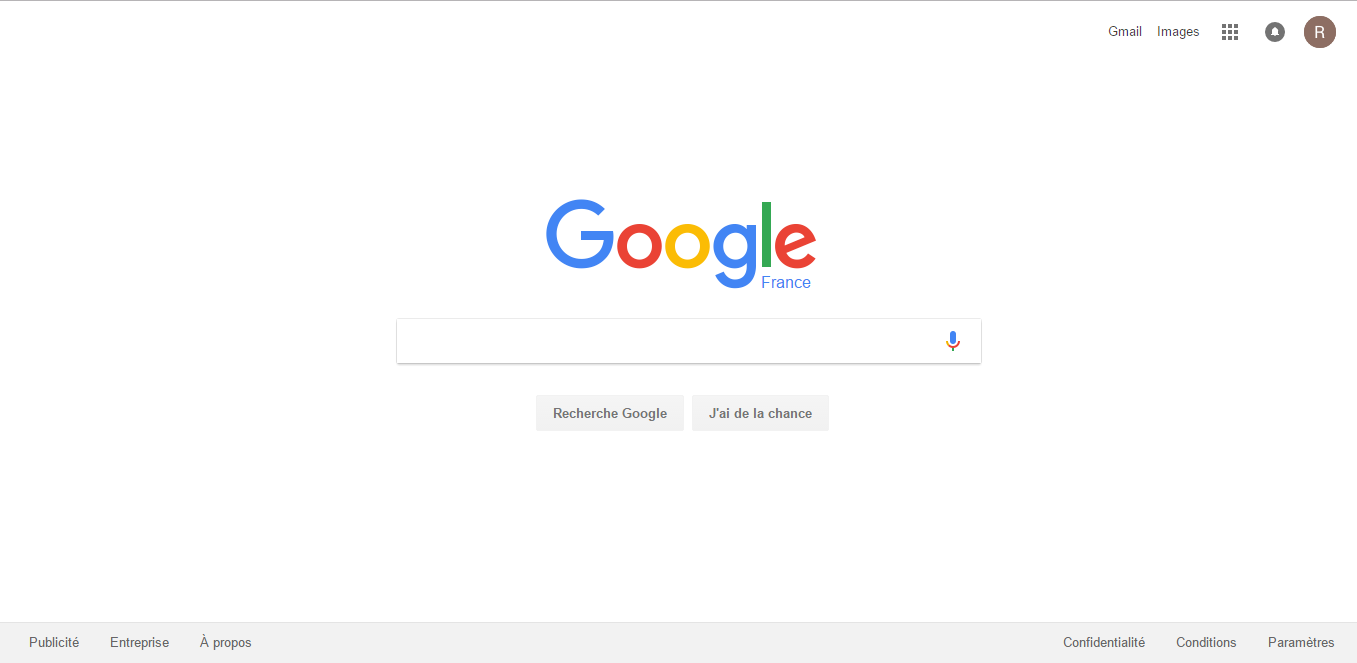 Gmail Images R
Google
France
Recherche Google J'ai de la chance
Publicité Entreprise À propos Confidentialité Conditions Paramètres